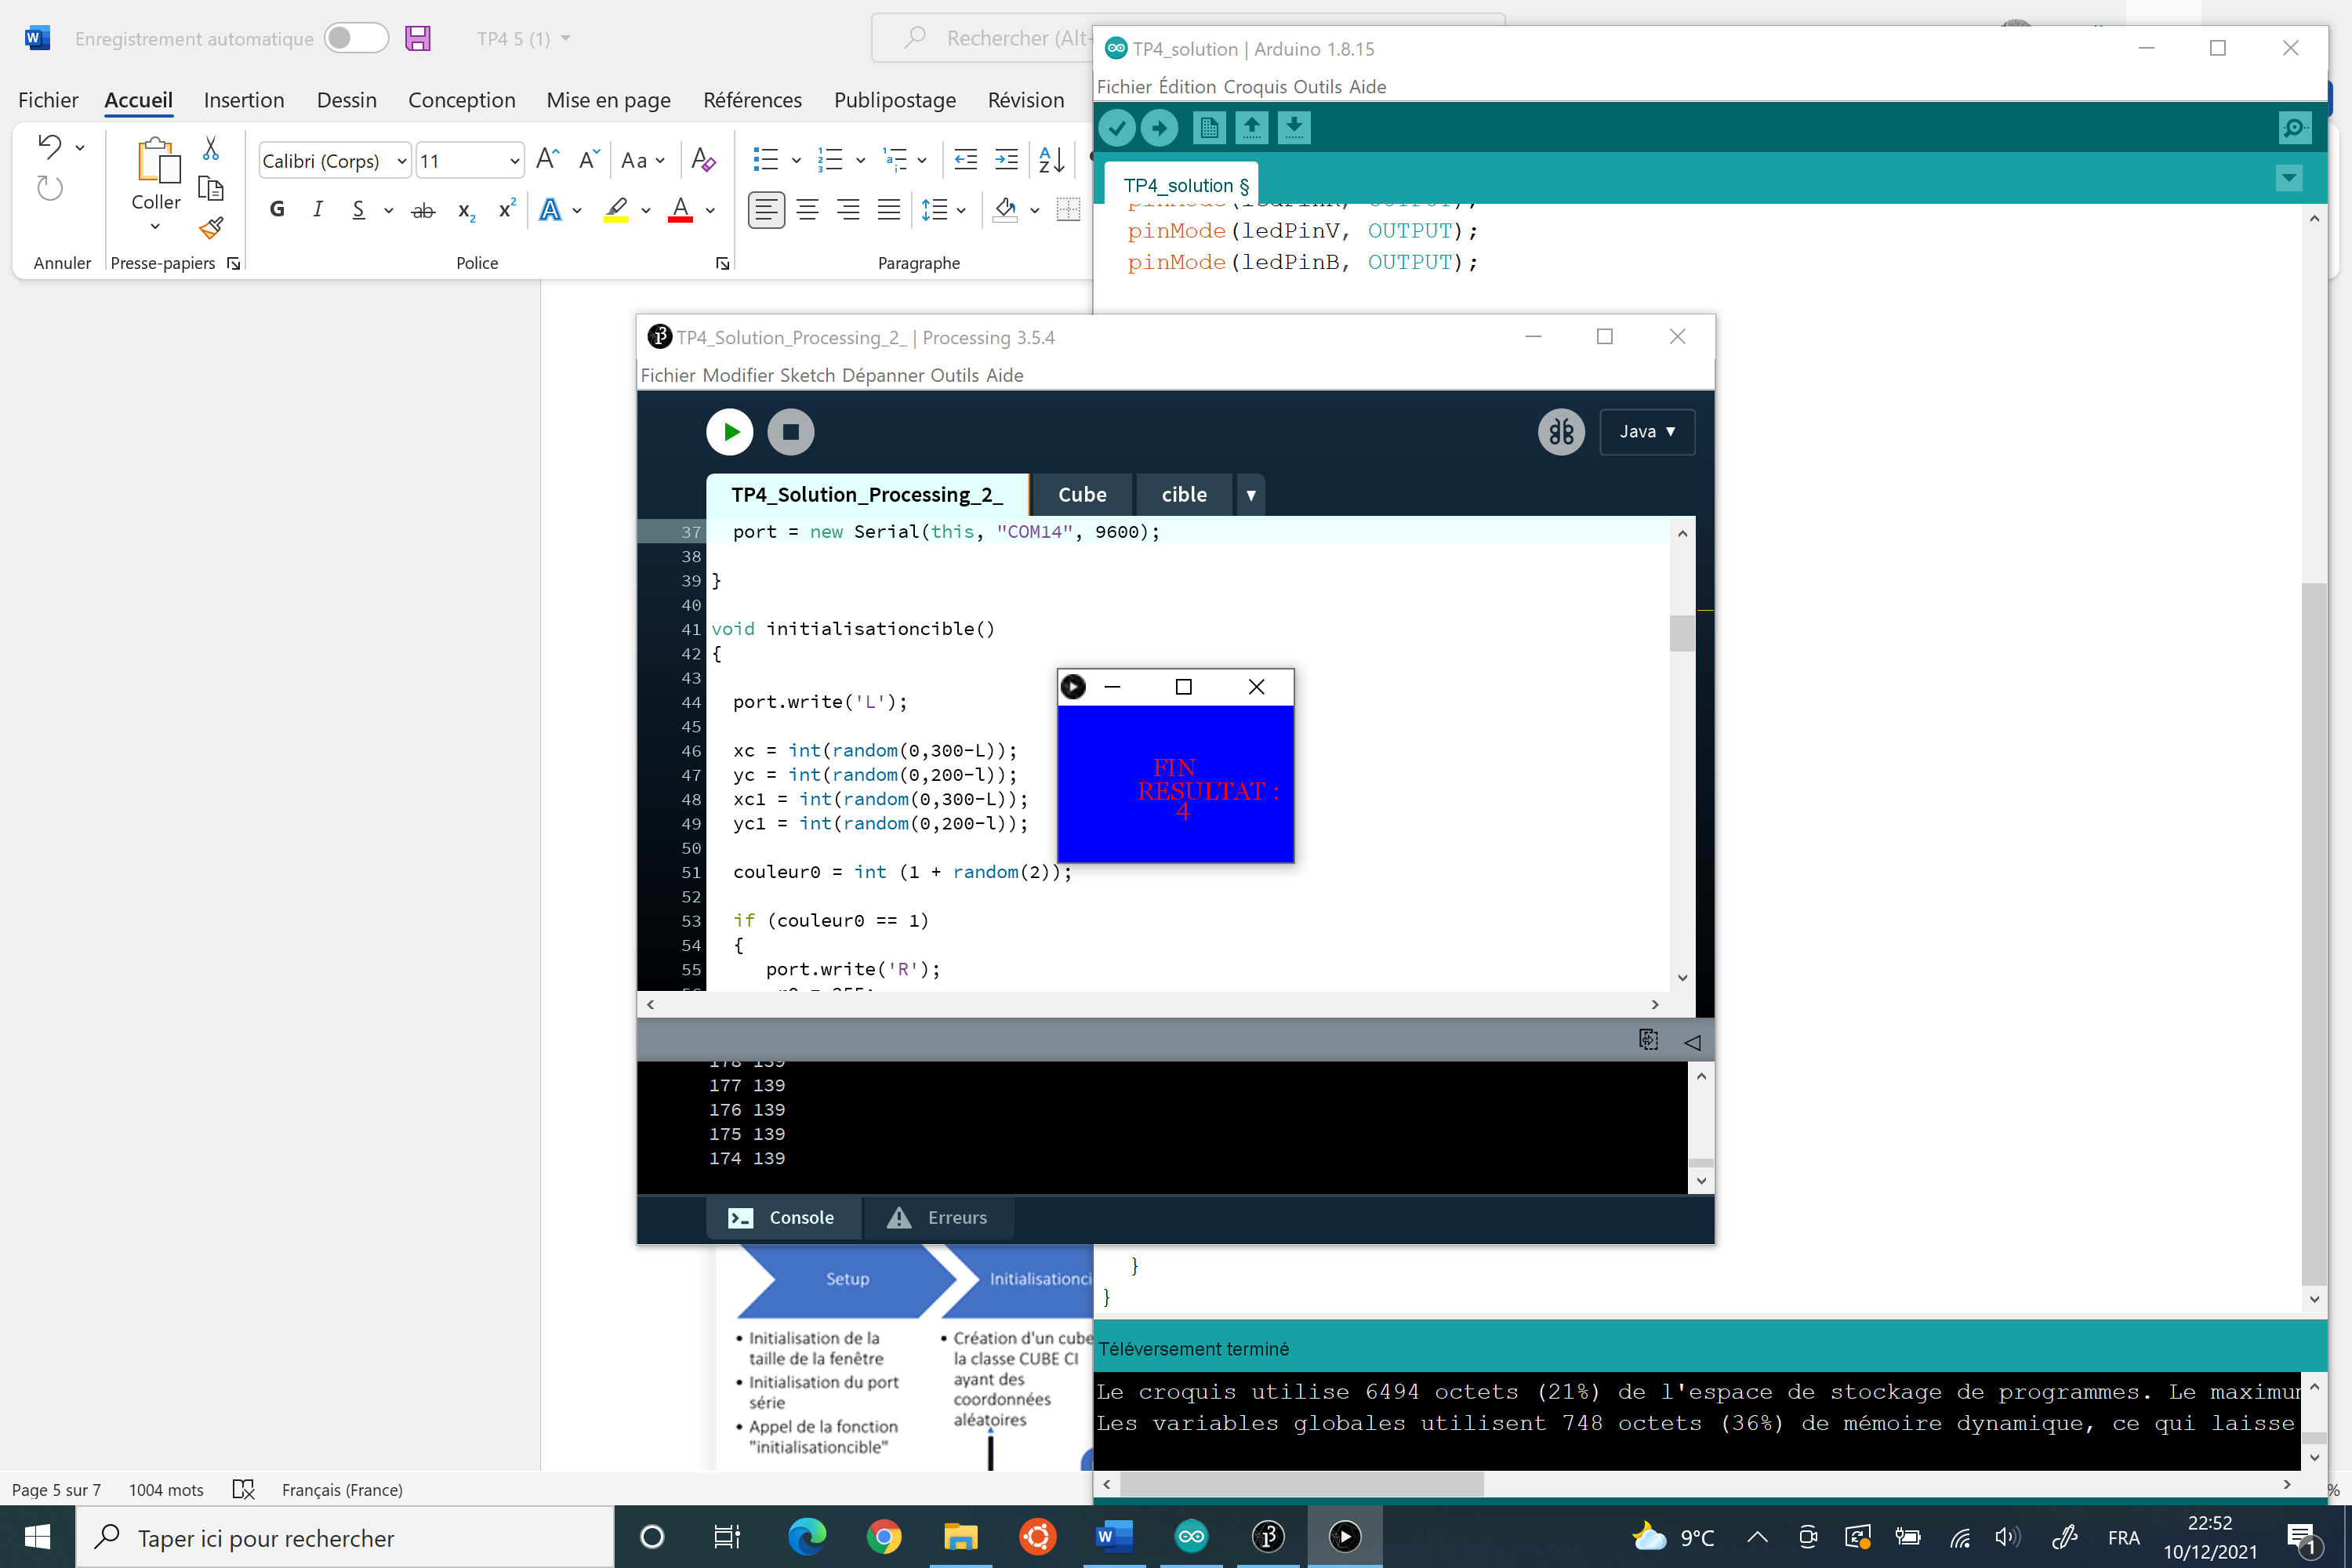 Enregistrement automatique
TP4 5 (1)
Rechercher (Alt+
Fichier Accueil Insertion Dessin Conception Mise en page Références Publipostage Révision
Calibri (Corps) 11
Aa
Coller
G I S ab x₂ x² A A
Annuler Presse-papiers Police Paragraphe
TP4_solution | Arduino 1.8.15
Fichier Édition Croquis Outils Aide
TP4_solution §
pinMode(ledPinV, OUTPUT);
pinMode(ledPinB, OUTPUT);
TP4_Solution_Processing_2_ | Processing 3.5.4
Fichier Modifier Sketch Dépanner Outils Aide
Java ▼
TP4_Solution_Processing_2_ Cube cible ▼
37 port = new Serial(this, "COM14", 9600);
38
39 }
40
41 void initialisationcible()
42 {
43
44 port.write('L');
45
46 xc = int(random(0,300-L));
47 yc = int(random(0,200-l));
48 xc1 = int(random(0,300-L));
49 yc1 = int(random(0,200-l));
50
51 couleur0 = int (1 + random(2));
52
53 if (couleur0 == 1)
54 {
55 port.write('R');
FIN
RESULTAT :
4
178 139
177 139
176 139
175 139
174 139
Console Erreurs
Setup
• Initialisation de la
taille de la fenêtre
• Initialisation du port
série
• Appel de la fonction
"initialisationcible"
Initialisationci
• Création d'un cube
la classe CUBE CI
ayant des
coordonnées
aléatoires
}
}
Téléversement terminé
Le croquis utilise 6494 octets (21%) de l'espace de stockage de programmes. Le maximum
Les variables globales utilisent 748 octets (36%) de mémoire dynamique, ce qui laisse
Page 5 sur 7 1004 mots Français (France)
%
Taper ici pour rechercher
9°C
FRA
22:52
10/12/2021
1